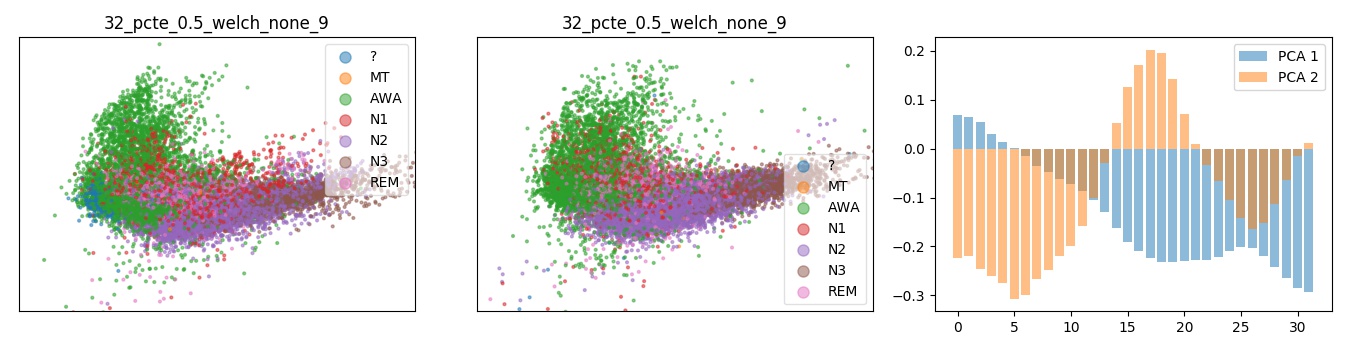 32_pcte_0.5_welch_none_9
?
MT
AWA
N1
N2
N3
REM
32_pcte_0.5_welch_none_9
?
MT
AWA
N1
N2
N3
REM
PCA 1
PCA 2
0.2
0.1
0.0
−0.1
−0.2
−0.3
0 5 10 15 20 25 30